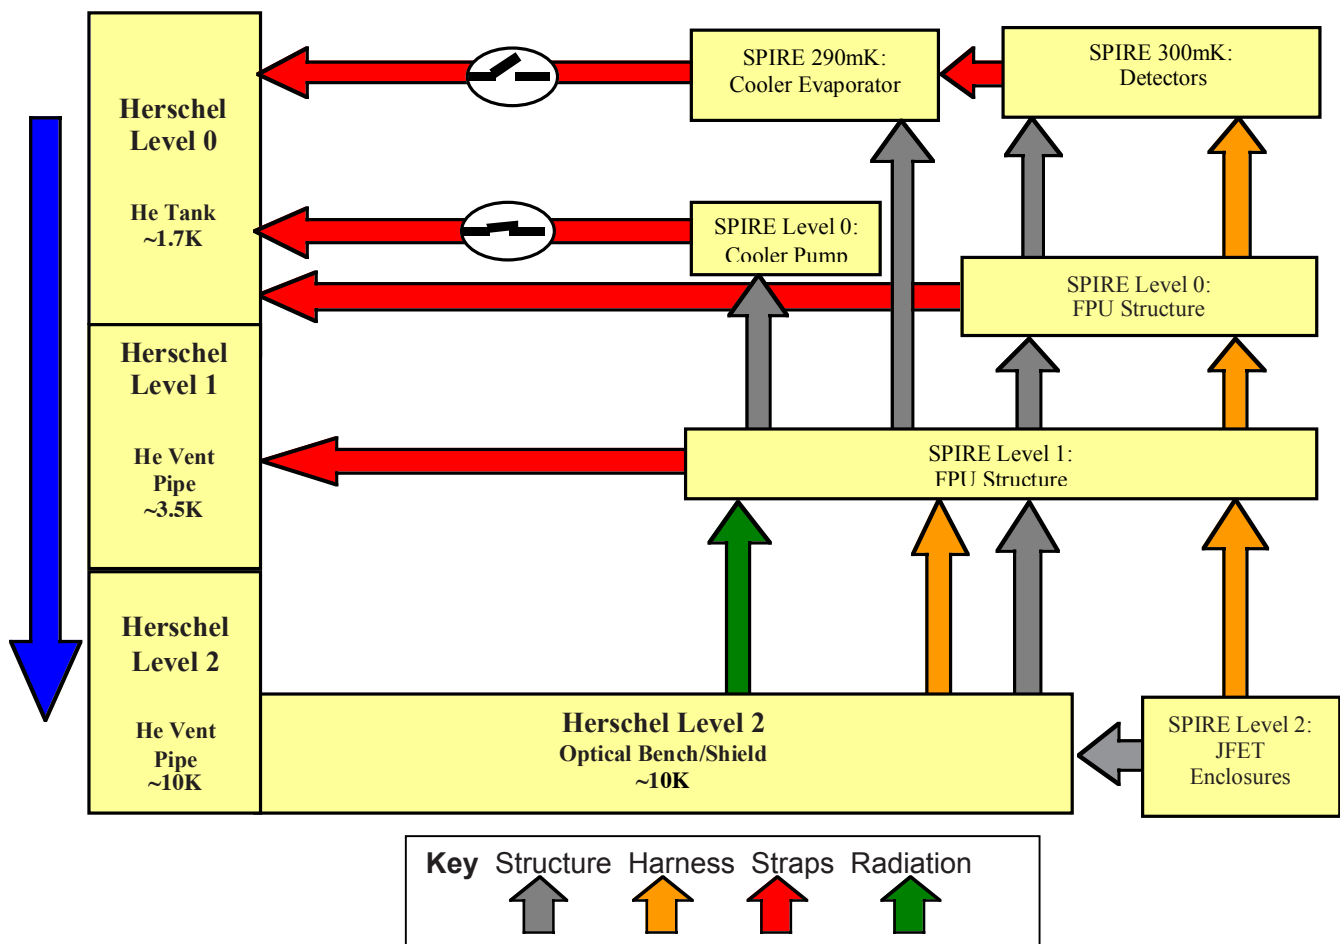 Herschel
Level 0
He Tank
~1.7K
Herschel
Level 1
He Vent
Pipe
~3.5K
Herschel
Level 2
He Vent
Pipe
~10K
SPIRE 290mK:
Cooler Evaporator
SPIRE 300mK:
Detectors
SPIRE Level 0:
Cooler Pump
SPIRE Level 0:
FPU Structure
SPIRE Level 1:
FPU Structure
Herschel Level 2
Optical Bench/Shield
~10K
SPIRE Level 2:
JFET
Enclosures
Key Structure Harness Straps Radiation